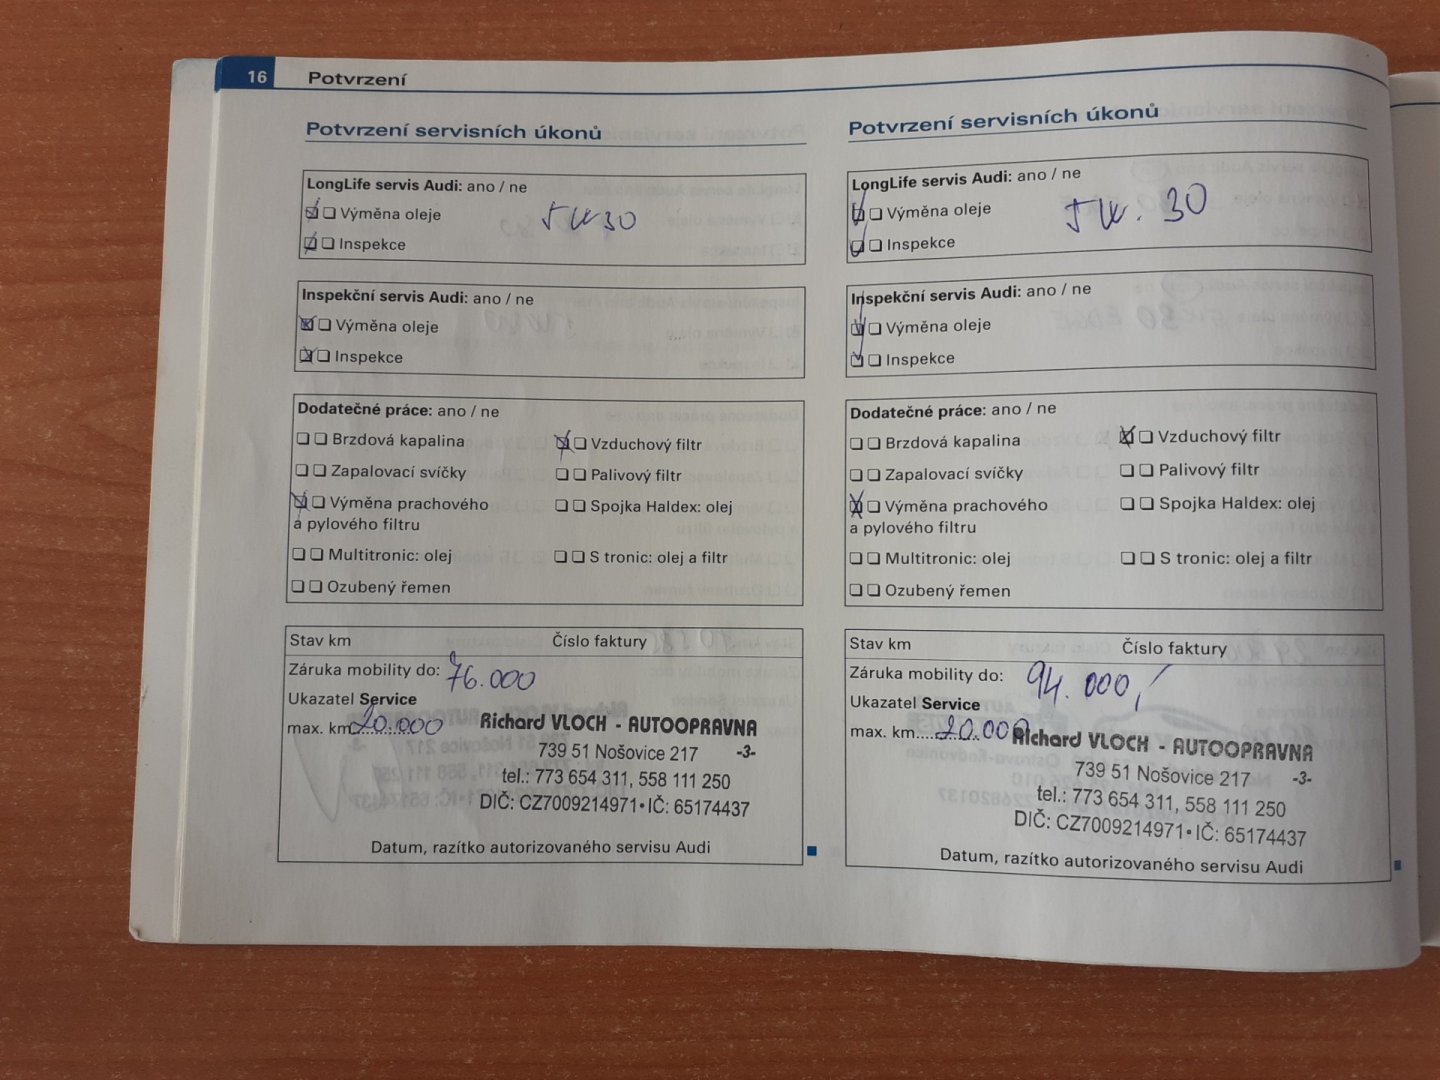 16 Potvrzení
Potvrzení servisních úkonů
LongLife servis Audi: ano / ne
Výměna oleje 5W30
Inspekce
Inspekční servis Audi: ano / ne
Výměna oleje
Inspekce
Dodatečné práce: ano / ne
Brzdová kapalina Vzduchový filtr
Zapalovací svíčky Palivový filtr
Výměna prachového Spojka Haldex: olej
a pylového filtru
Multitronic: olej S tronic: olej a filtr
Ozubený řemen
Stav km Číslo faktury
Záruka mobility do: 76.000
Ukazatel Service
max. km 20.000
Richard VLOCH - AUTOOPRAVNA
739 51 Nošovice 217 -3-
tel.: 773 654 311, 558 111 250
DIČ: CZ7009214971 • IČ: 65174437
Datum, razítko autorizovaného servisu Audi
Potvrzení servisních úkonů
LongLife servis Audi: ano / ne
Výměna oleje 5W.30
Inspekce
Inspekční servis Audi: ano / ne
Výměna oleje
Inspekce
Dodatečné práce: ano / ne
Brzdová kapalina Vzduchový filtr
Zapalovací svíčky Palivový filtr
Výměna prachového Spojka Haldex: olej
a pylového filtru
Multitronic: olej S tronic: olej a filtr
Ozubený řemen
Stav km Číslo faktury
Záruka mobility do: 94.000,/
Ukazatel Service
max. km.... 20.000
Richard VLOCH - AUTOOPRAVNA
739 51 Nošovice 217 -3-
tel.: 773 654 311, 558 111 250
DIČ: CZ7009214971 • IČ: 65174437
Datum, razítko autorizovaného servisu Audi